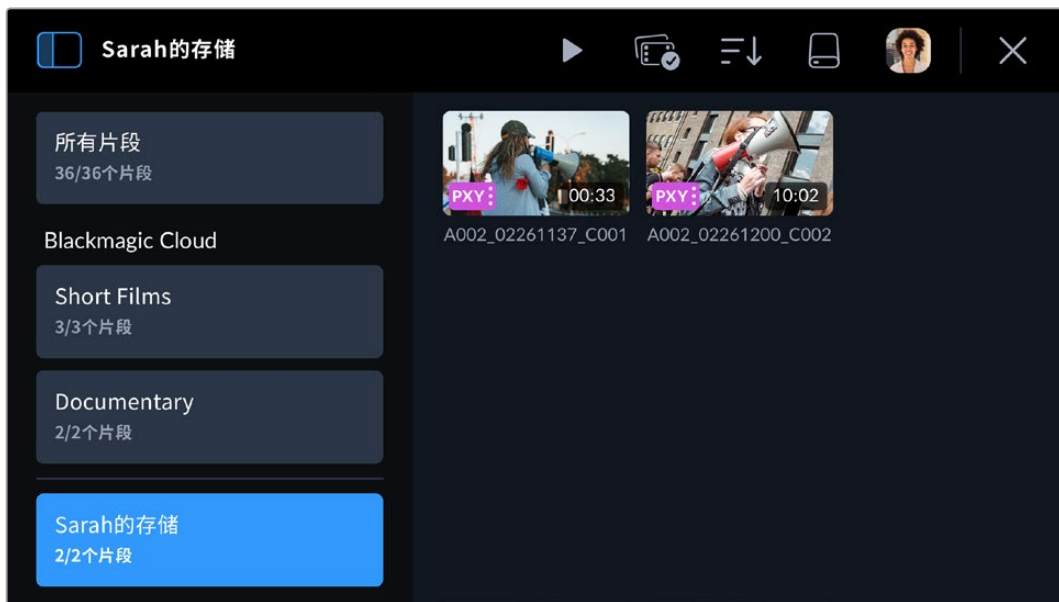 Sarah的存储
所有片段
36/36个片段
Blackmagic Cloud
Short Films
3/3个片段
Documentary
2/2个片段
Sarah的存储
2/2个片段
PXY
00:33
PXY
10:02
A002_02261137_C001
A002_02261200_C002